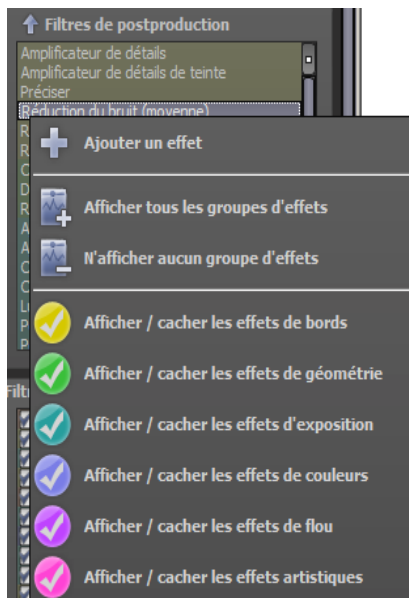 Filtres de postproduction
Amplificateur de détails
Amplificateur de détails de teinte
Préciser
Réduction du bruit (moyenne)
Ajouter un effet
Afficher tous les groupes d'effets
N'afficher aucun groupe d'effets
Afficher / cacher les effets de bords
Afficher / cacher les effets de géométrie
Afficher / cacher les effets d'exposition
Afficher / cacher les effets de couleurs
Afficher / cacher les effets de flou
Afficher / cacher les effets artistiques